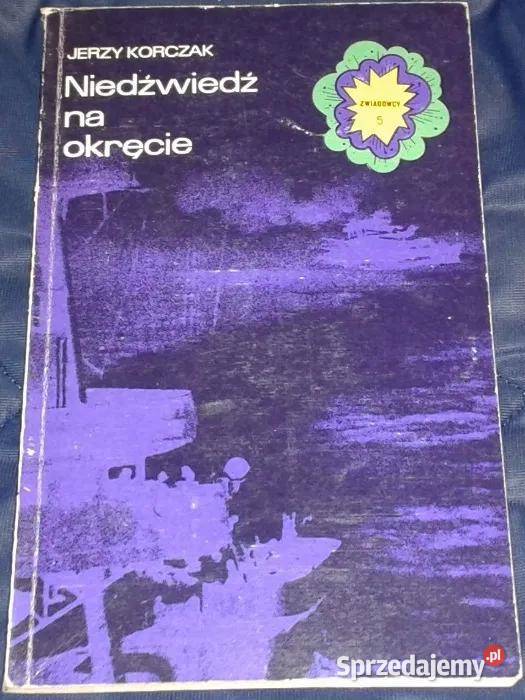 JERZY KORCZAK
Niedźwiedź
na
okręcie
ZWIADOWCY
5
Sprzedajemy.pl